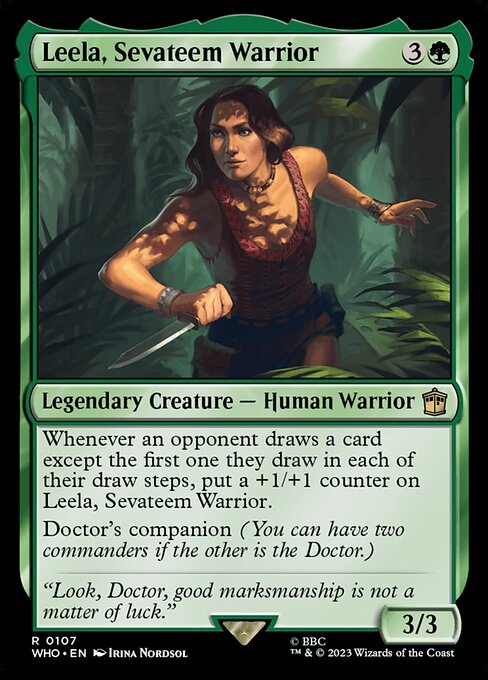 Leela, Sevateem Warrior 3
Legendary Creature — Human Warrior
Whenever an opponent draws a card
except the first one they draw in each of
their draw steps, put a +1/+1 counter on
Leela, Sevateem Warrior.
Doctor's companion (You can have two
commanders if the other is the Doctor.)
"Look, Doctor, good marksmanship is not a
matter of luck."
3/3
R 0107
WHO • EN Irina Nordsol
© BBC
™ & © 2023 Wizards of the Coast